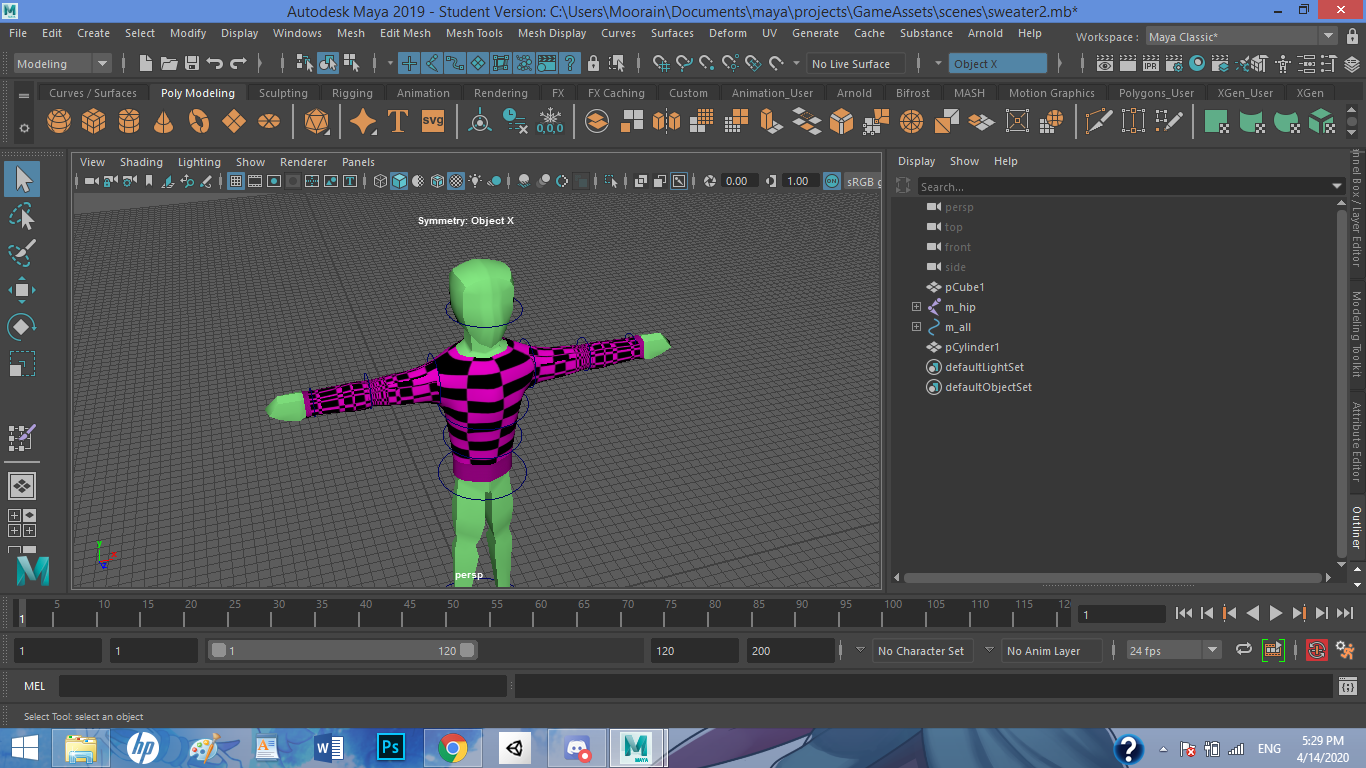 Autodesk Maya 2019 - Student Version: C:\Users\Moorain\Documents\maya\projects\GameAssets\scenes\sweater2.mb*
File Edit Create Select Modify Display Windows Mesh Edit Mesh Mesh Tools Mesh Display Curves Surfaces Deform UV Generate Cache Substance Arnold Help Workspace : Maya Classic*
Modeling No Live Surface Object X
Curves / Surfaces Poly Modeling Sculpting Rigging Animation Rendering FX FX Caching Custom Animation_User Arnold Bifrost MASH Motion Graphics Polygons_User XGen_User XGen
T SVG 0,0,0 IPR
View Shading Lighting Show Renderer Panels
0.00 1.00 ON sRGB g
Symmetry: Object X
persp
y
Display Show Help
Search...
persp
top
front
side
pCube1
m_hip
m_all
pCylinder1
defaultLightSet
defaultObjectSet
nnel Box / Layer Editor
Modeling Toolkit
Attribute Editor
Outliner
1 5 10 15 20 25 30 35 40 45 50 55 60 65 70 75 80 85 90 95 100 105 110 115 12 1
1 1 1 120 120 200 No Character Set No Anim Layer 24 fps
MEL
Select Tool: select an object
hp W Ps MAYA ? ENG 5:29 PM
4/14/2020